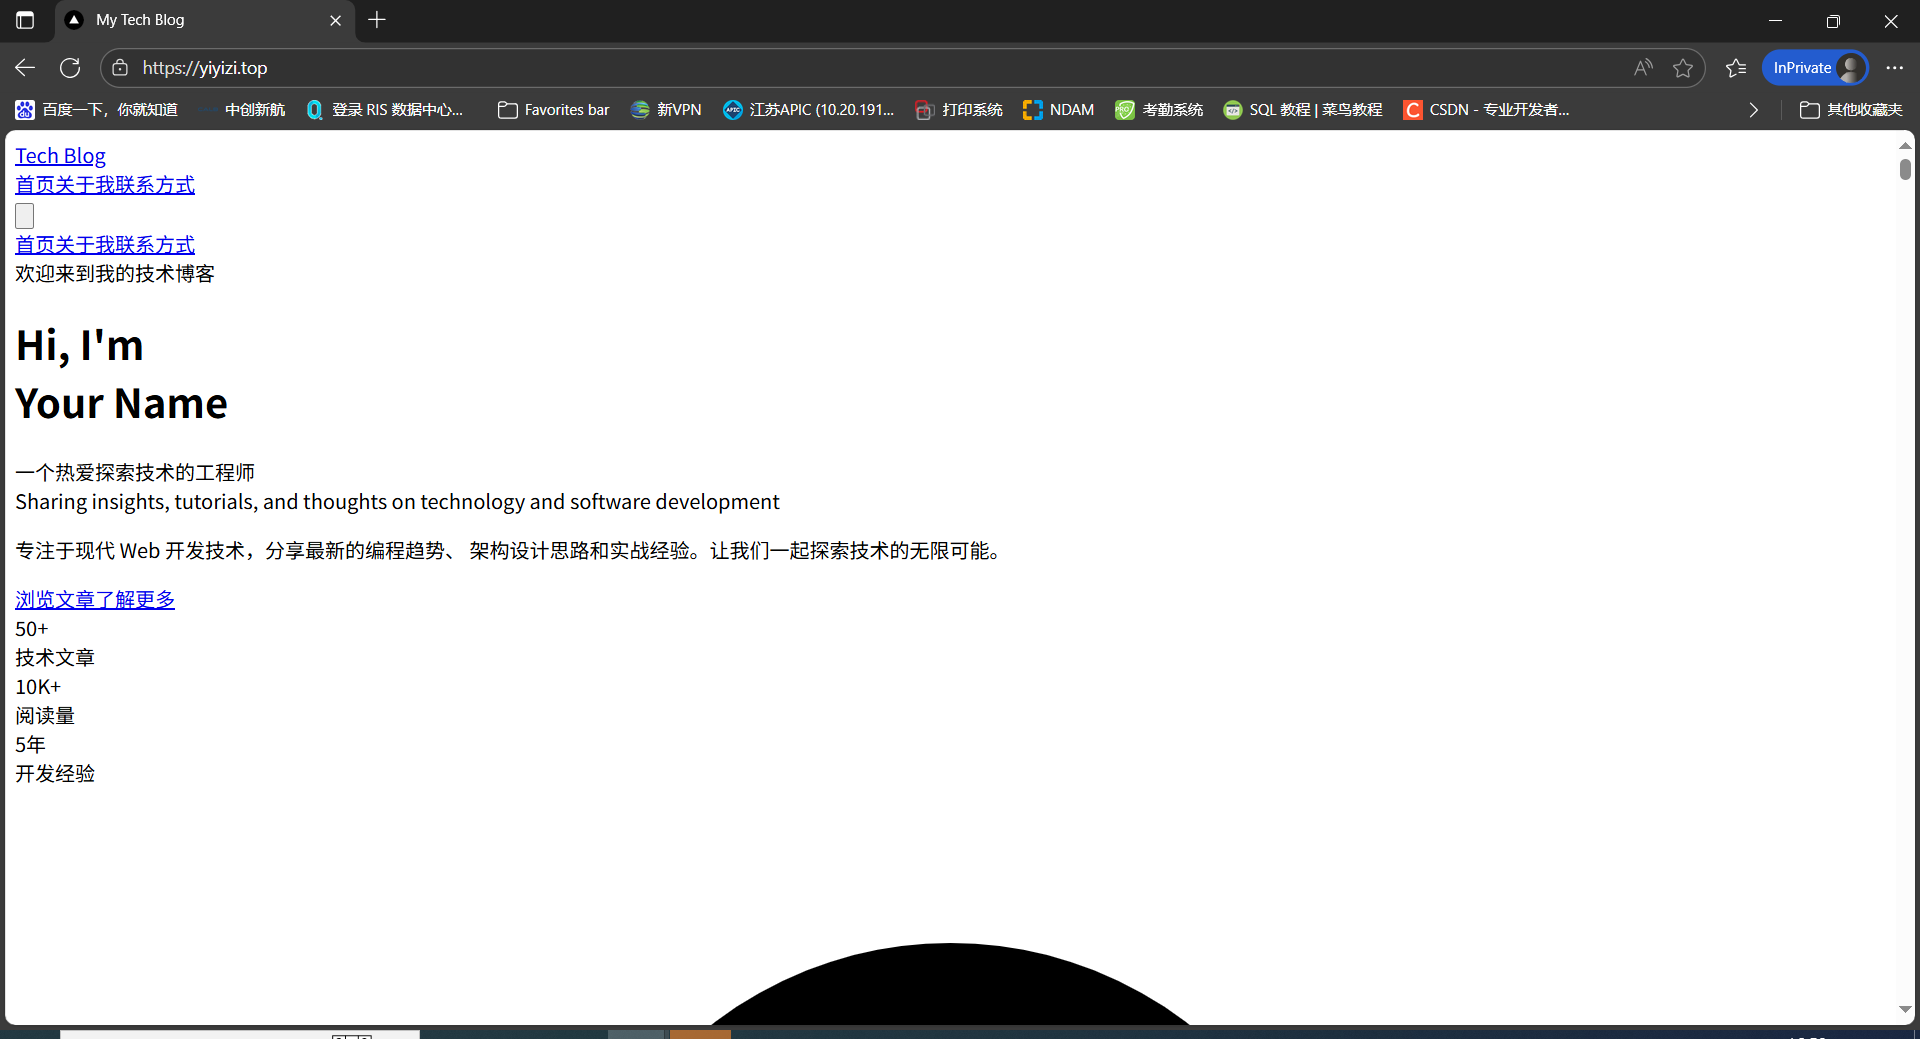 My Tech Blog
https://yiyizi.top
InPrivate
百度一下，你就知道
中创新航
登录 RIS 数据中心...
Favorites bar
新VPN
江苏APIC (10.20.191...
打印系统
NDAM
考勤系统
SQL 教程 | 菜鸟教程
CSDN - 专业开发者...
其他收藏夹
Tech Blog
首页关于我联系方式
首页关于我联系方式
欢迎来到我的技术博客
Hi, I'm
Your Name
一个热爱探索技术的工程师
Sharing insights, tutorials, and thoughts on technology and software development
专注于现代 Web 开发技术，分享最新的编程趋势、 架构设计思路和实战经验。让我们一起探索技术的无限可能。
浏览文章了解更多
50+
技术文章
10K+
阅读量
5年
开发经验